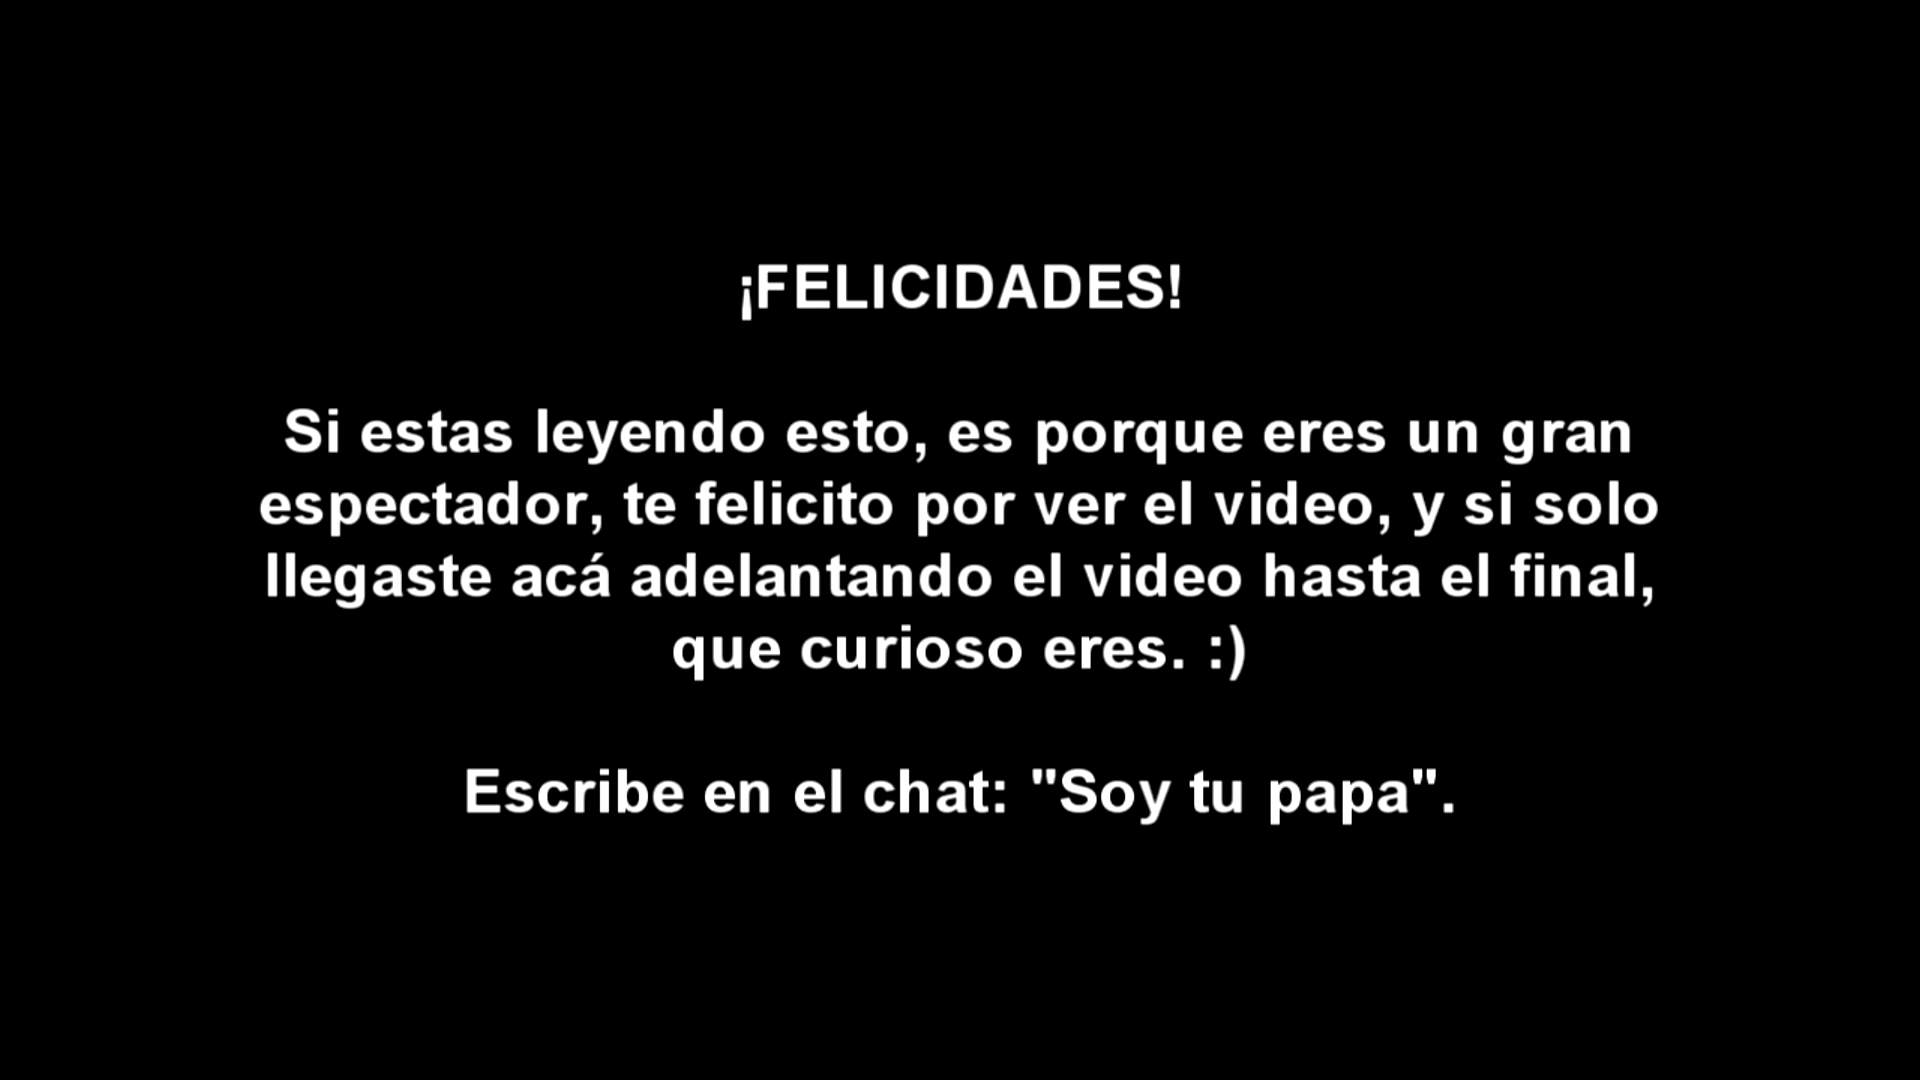 ¡FELICIDADES!
Si estas leyendo esto, es porque eres un gran
espectador, te felicito por ver el video, y si solo
llegaste acá adelantando el video hasta el final,
que curioso eres. :)
Escribe en el chat: "Soy tu papa".